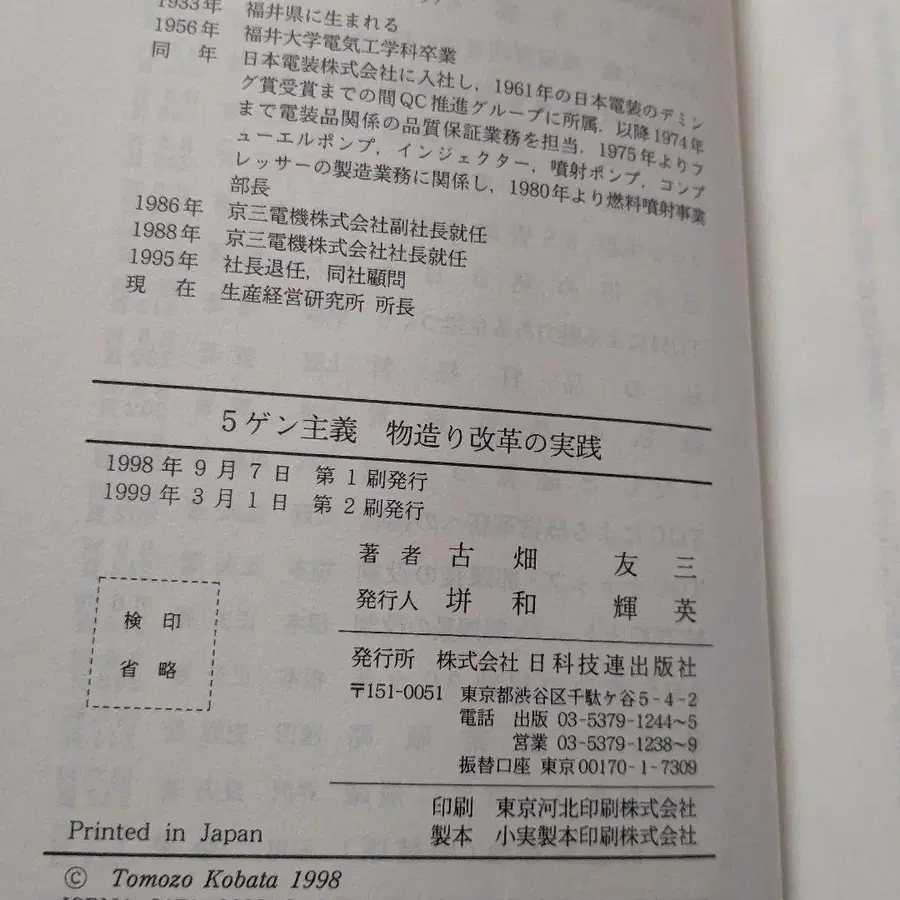 1933年 福井県に生まれる
1956年 福井大学電気工学科卒業
同 年 日本電装株式会社に入社し,1961年の日本電装のデミン
グ賞受賞までの間QC推進グループに所属.以降1974年
まで電装品関係の品質保証業務を担当.1975年よりフ
ューエルポンプ,インジェクター,噴射ポンプ,コンプ
レッサーの製造業務に関係し,1980年より燃料噴射事業
部長
1986年 京三電機株式会社副社長就任
1988年 京三電機株式会社社長就任
1995年 社長退任,同社顧問
現 在 生産経営研究所 所長
5ゲン主義 物造り改革の実践
1998年9月7日 第1刷発行
1999年3月1日 第2刷発行
著 者 古 畑 友 三
発行人 垪 和 輝 英
検 印
省 略
発行所 株式会社 日科技連出版社
〒151-0051 東京都渋谷区千駄ケ谷5-4-2
電話 出版 03-5379-1244〜5
営業 03-5379-1238〜9
振替口座 東京00170-1-7309
印刷 東京河北印刷株式会社
製本 小実製本印刷株式会社
Printed in Japan
© Tomozo Kobata 1998